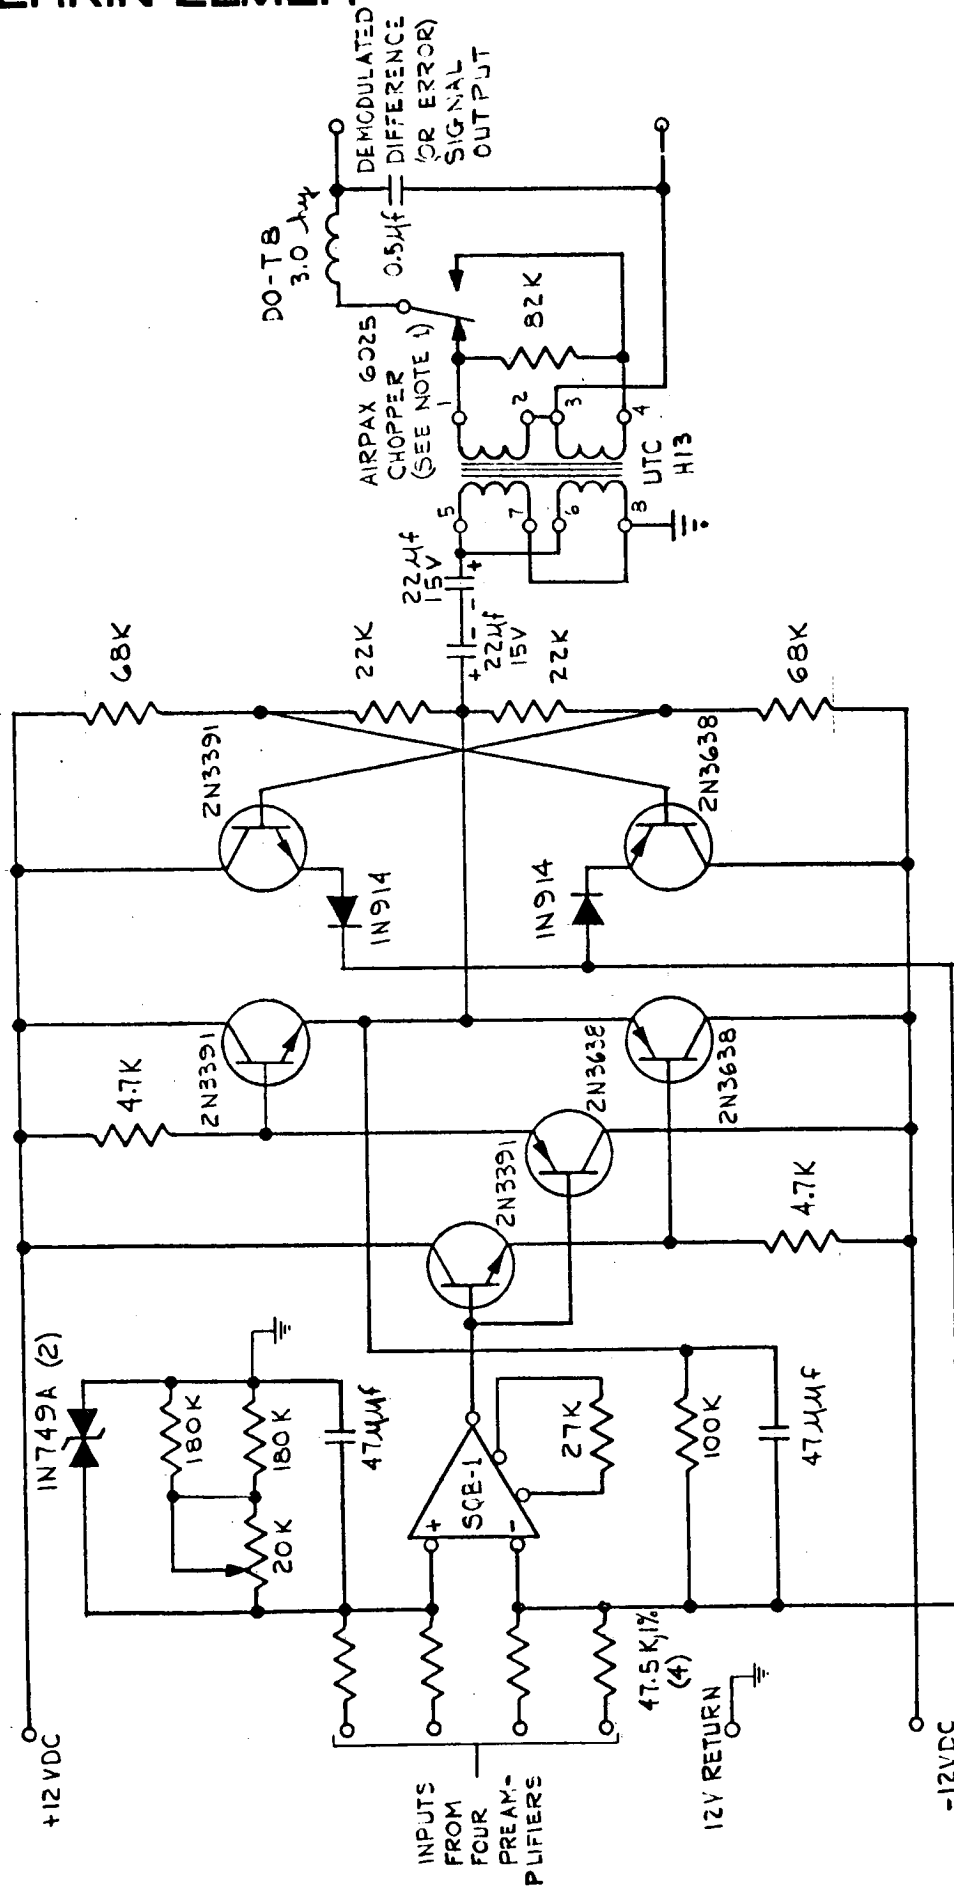 +12 VDC
1N749A (2)
180K
180K
20K
47µµf
INPUTS
FROM
FOUR
PREAM-
PLIFIERS
+
-
SQE-1
27K
47.5K,1%
(4)
100K
47µµf
12V RETURN
-12VDC
4.7K
2N3391
2N3391
2N3638
2N3638
4.7K
2N3391
1N914
1N914
2N3638
68K
22K
22K
68K
22µf
15V
+
-
-
+
22µf
15V
5
7
6
8
1
2
3
4
UTC
H13
AIRPAX 6025
CHOPPER
(SEE NOTE 1)
82K
DO-T8
3.0 hy
0.5µf
DEMODULATED
DIFFERENCE
(OR ERROR)
SIGNAL
OUTPUT